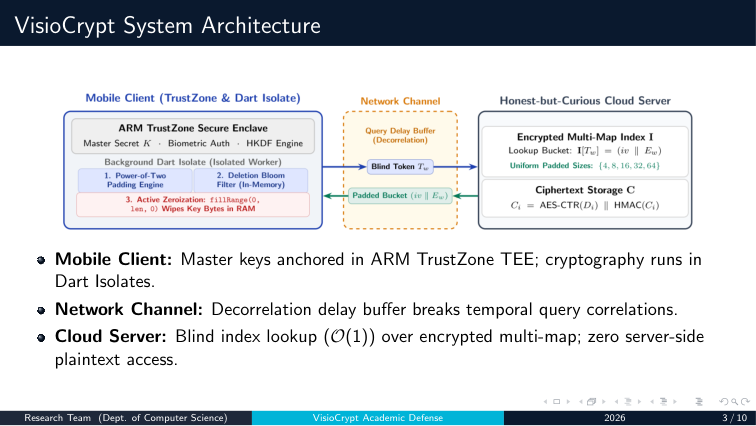 VisioCrypt System Architecture
Mobile Client (TrustZone & Dart Isolate)
ARM TrustZone Secure Enclave
Master Secret K · Biometric Auth · HKDF Engine
Background Dart Isolate (Isolated Worker)
1. Power-of-Two
Padding Engine
2. Deletion Bloom
Filter (In-Memory)
3. Active Zeroization: fillRange(0,
len, 0) Wipes Key Bytes in RAM
Network Channel
Query Delay Buffer
(Decorrelation)
Blind Token T_w
Padded Bucket (iv ∥ E_w)
Honest-but-Curious Cloud Server
Encrypted Multi-Map Index I
Lookup Bucket: I[T_w] = (iv ∥ E_w)
Uniform Padded Sizes: {4, 8, 16, 32, 64}
Ciphertext Storage C
C_i = AES-CTR(D_i) ∥ HMAC(C_i)
Mobile Client: Master keys anchored in ARM TrustZone TEE; cryptography runs in
Dart Isolates.
Network Channel: Decorrelation delay buffer breaks temporal query correlations.
Cloud Server: Blind index lookup (O(1)) over encrypted multi-map; zero server-side
plaintext access.
Research Team (Dept. of Computer Science)
VisioCrypt Academic Defense
2026
3 / 10